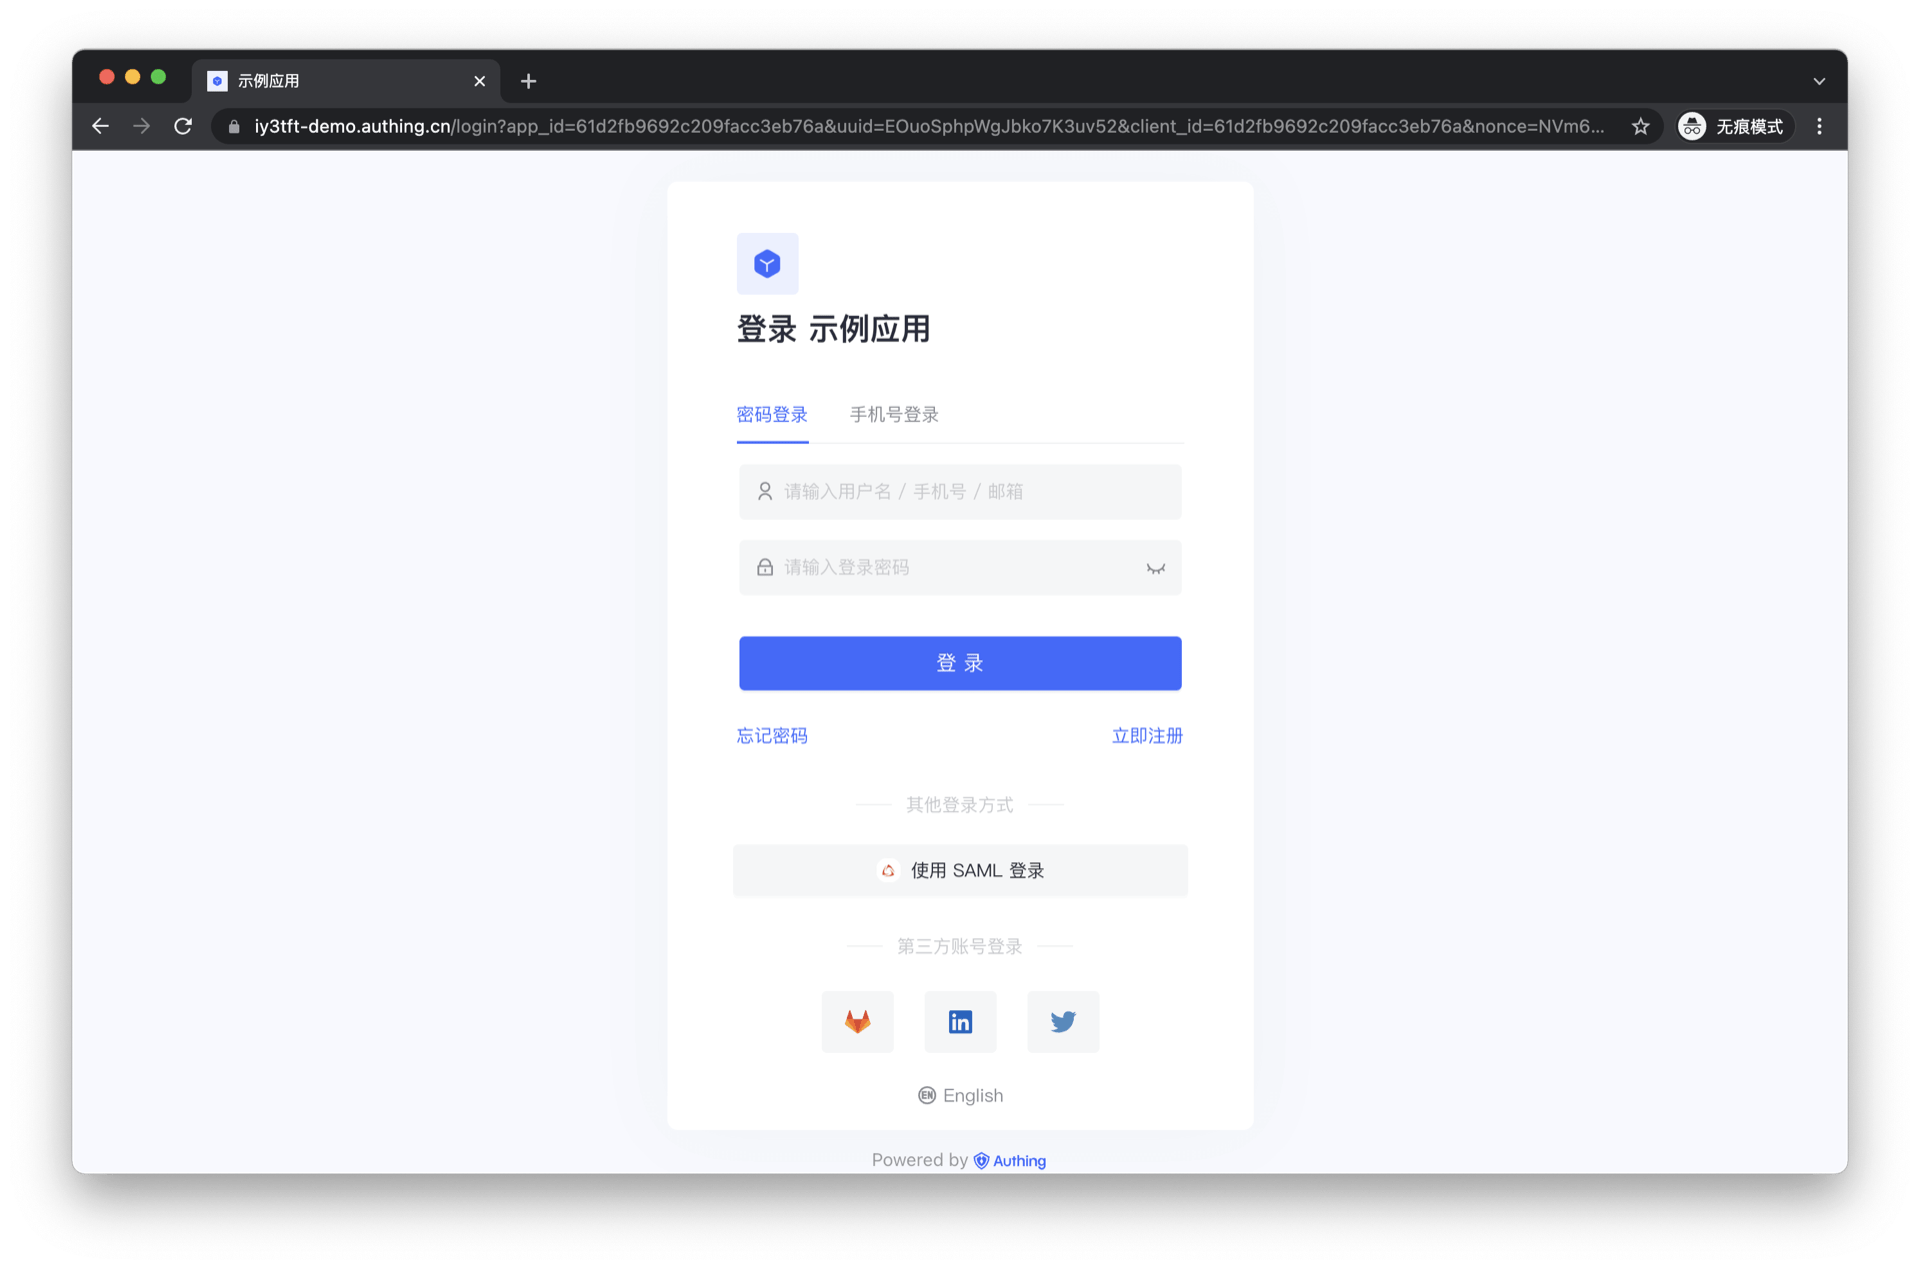 示例应用
iy3tft-demo.authing.cn/login?app_id=61d2fb9692c209facc3eb76a&uuid=EOuoSphpWgJbko7K3uv52&client_id=61d2fb9692c209facc3eb76a&nonce=NVm6...
无痕模式
登录 示例应用
密码登录 手机号登录
请输入用户名 / 手机号 / 邮箱
请输入登录密码
登 录
忘记密码 立即注册
其他登录方式
使用 SAML 登录
第三方账号登录
in
EN English
Powered by Authing